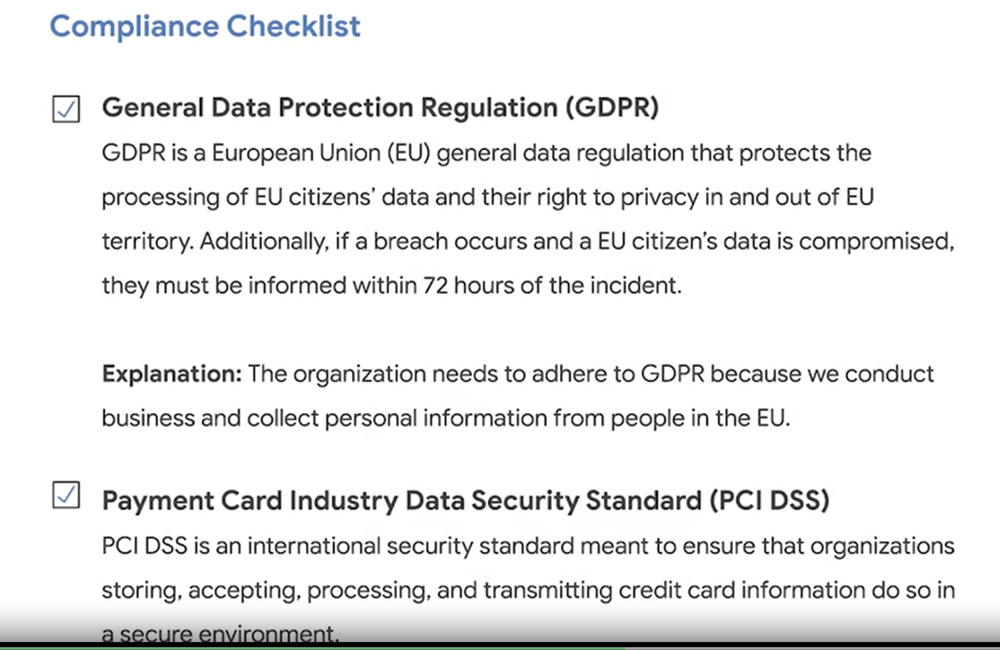 Compliance Checklist
General Data Protection Regulation (GDPR)
GDPR is a European Union (EU) general data regulation that protects the
processing of EU citizens’ data and their right to privacy in and out of EU
territory. Additionally, if a breach occurs and a EU citizen’s data is compromised,
they must be informed within 72 hours of the incident.
Explanation: The organization needs to adhere to GDPR because we conduct
business and collect personal information from people in the EU.
Payment Card Industry Data Security Standard (PCI DSS)
PCI DSS is an international security standard meant to ensure that organizations
storing, accepting, processing, and transmitting credit card information do so in
a secure environment.